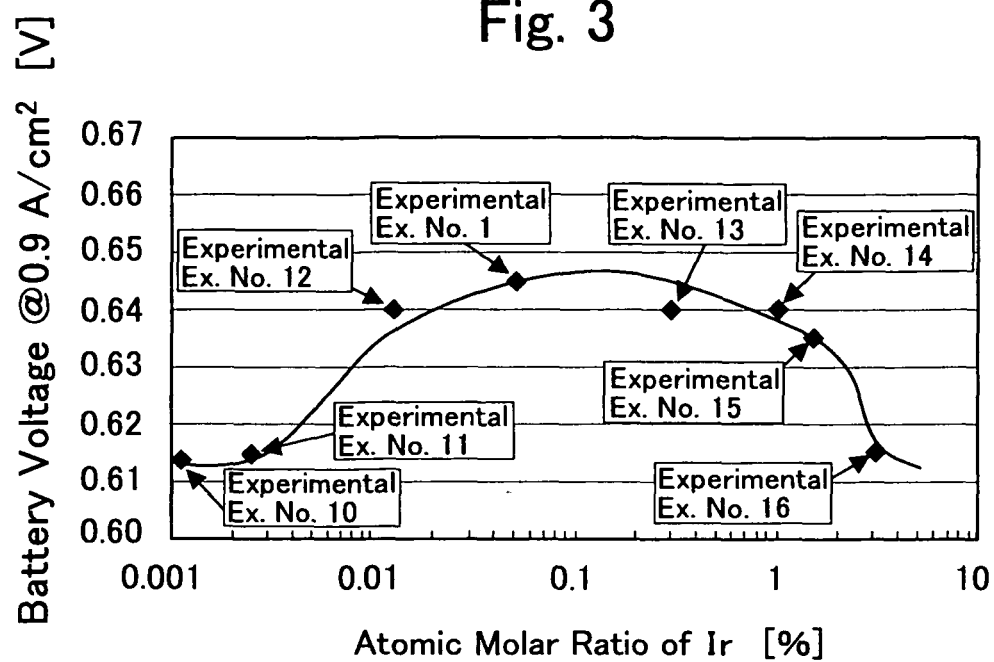 Fig. 3
Battery Voltage @0.9 A/cm² [V]
0.67
0.66
0.65
0.64
0.63
0.62
0.61
0.60
Experimental
Ex. No. 12
Experimental
Ex. No. 1
Experimental
Ex. No. 13
Experimental
Ex. No. 14
Experimental
Ex. No. 15
Experimental
Ex. No. 11
Experimental
Ex. No. 10
Experimental
Ex. No. 16
0.001
0.01
0.1
1
10
Atomic Molar Ratio of Ir [%]